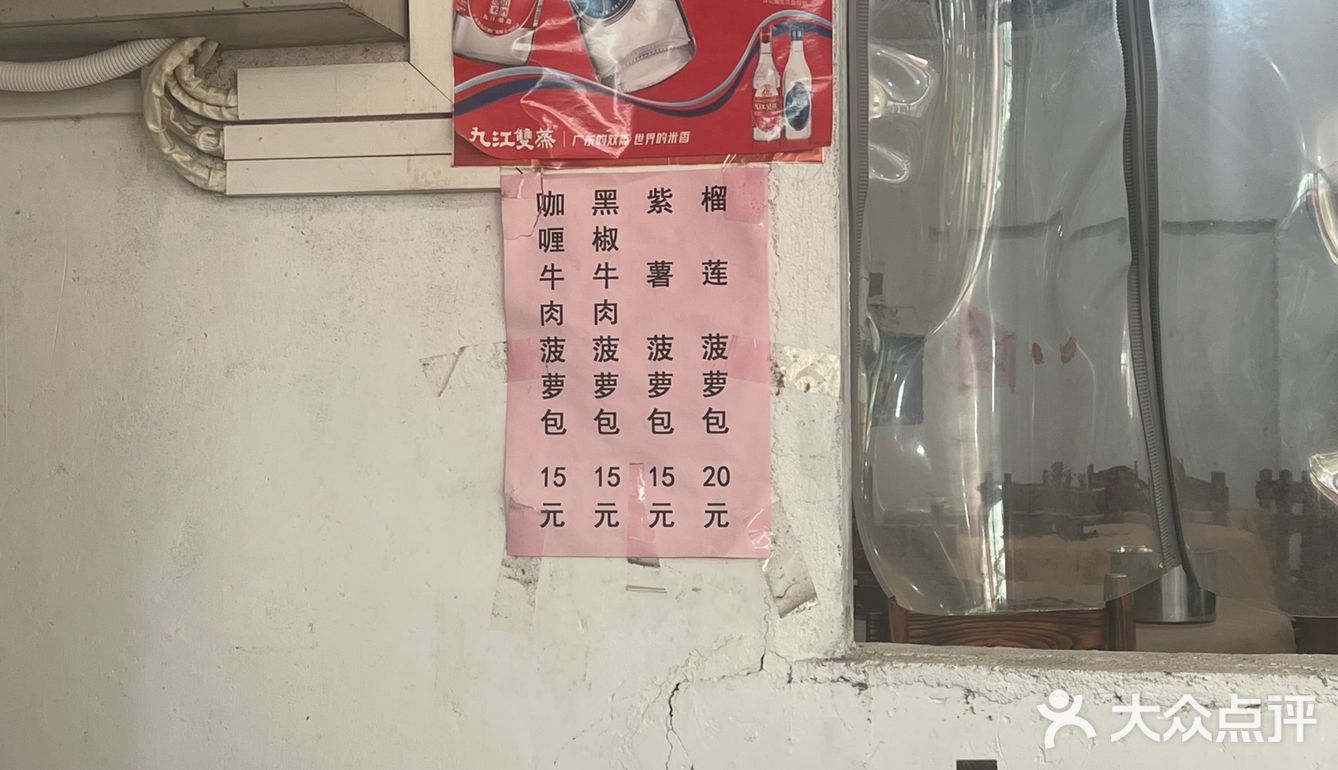 九江雙蒸 广东的双蒸 世界的米香
咖喱牛肉菠萝包 15元
黑椒牛肉菠萝包 15元
紫薯菠萝包 15元
榴莲菠萝包 20元
大众点评